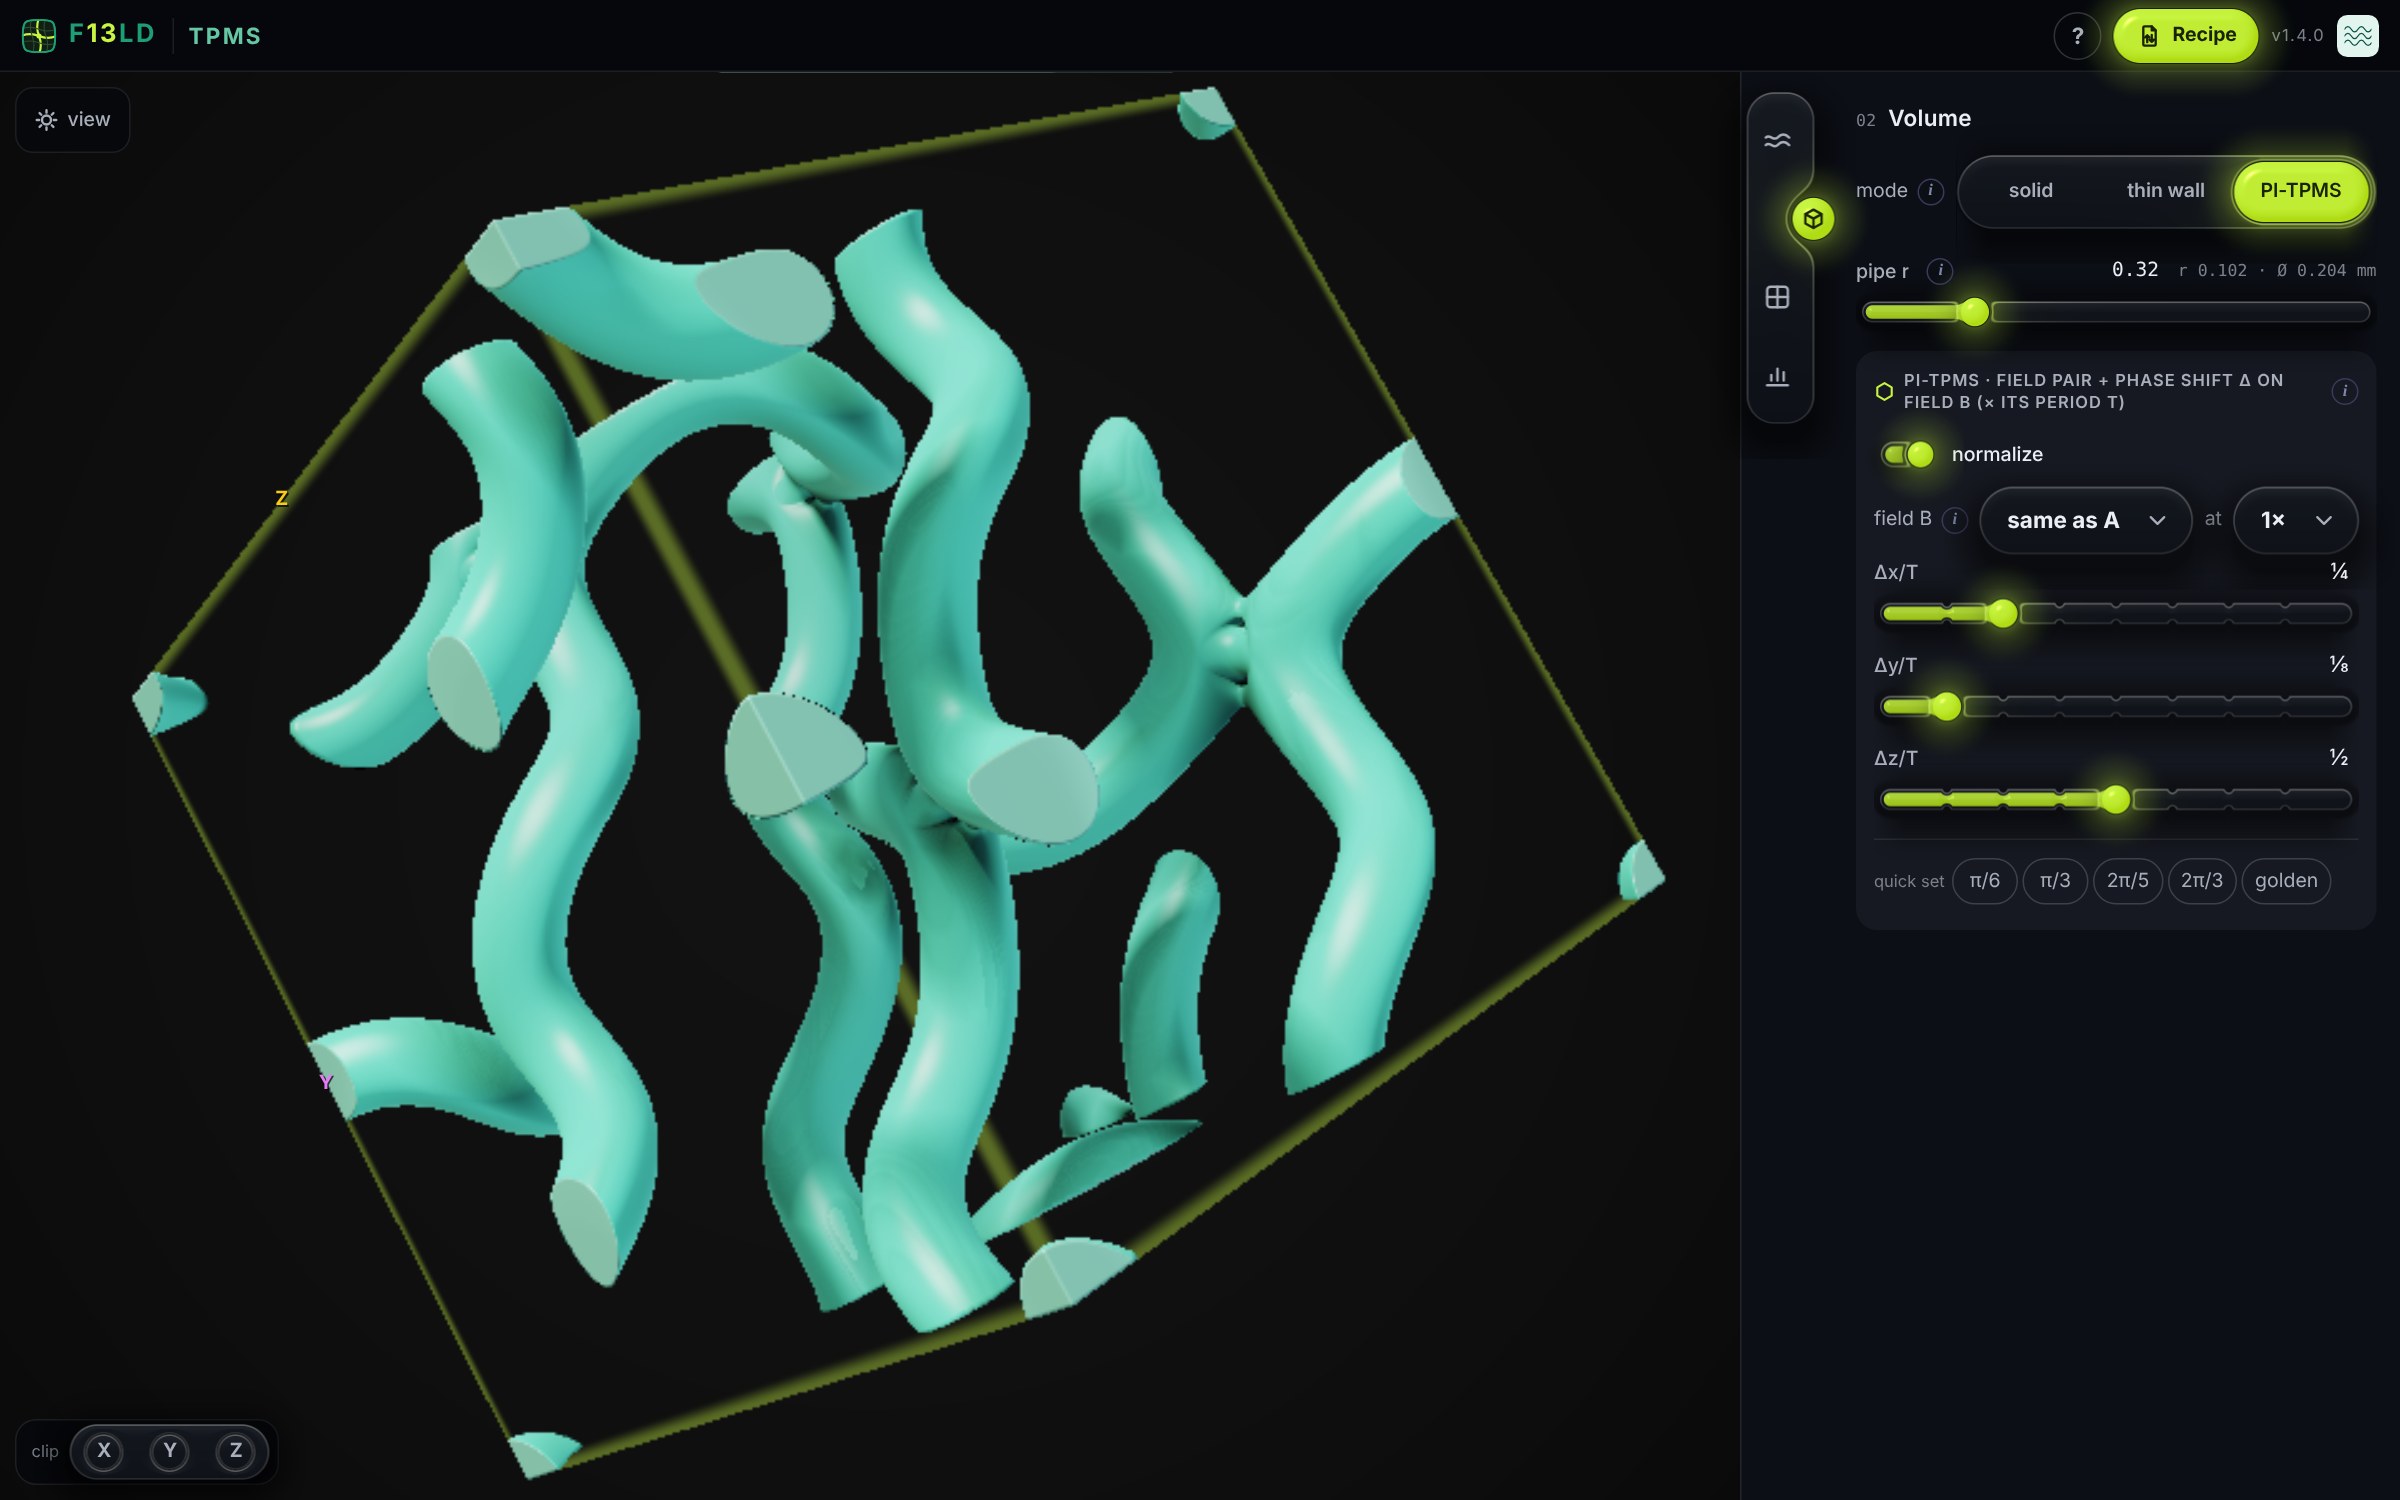 F13LD TPMS
? Recipe v1.4.0
view
02 Volume
mode i solid thin wall PI-TPMS
pipe r i 0.32 r 0.102 · Ø 0.204 mm
PI-TPMS · FIELD PAIR + PHASE SHIFT Δ ON
FIELD B (× ITS PERIOD T) i
normalize
field B i same as A at 1×
Δx/T ¼
Δy/T ⅛
Δz/T ½
quick set π/6 π/3 2π/5 2π/3 golden
Z
Y
clip X Y Z